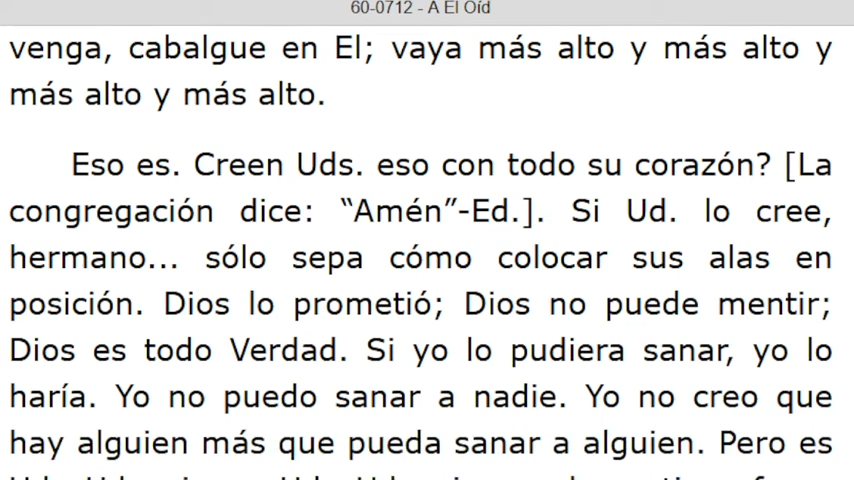 60-0712 - A El Oíd
venga, cabalgue en El; vaya más alto y más alto y
más alto y más alto.
Eso es. Creen Uds. eso con todo su corazón? [La
congregación dice: “Amén”-Ed.]. Si Ud. lo cree,
hermano... sólo sepa cómo colocar sus alas en
posición. Dios lo prometió; Dios no puede mentir;
Dios es todo Verdad. Si yo lo pudiera sanar, yo lo
haría. Yo no puedo sanar a nadie. Yo no creo que
hay alguien más que pueda sanar a alguien. Pero es